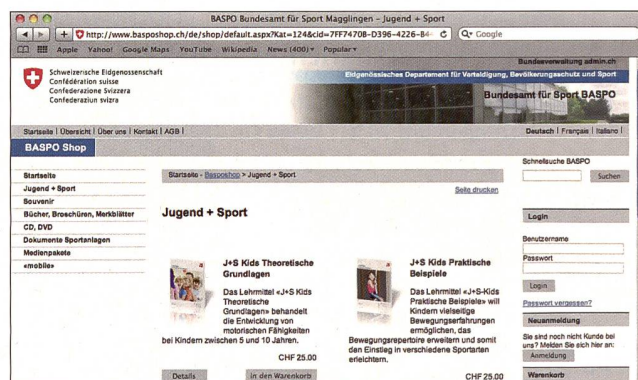 BASPO Bundesamt für Sport Magglingen – Jugend + Sport
http://www.basposhop.ch/de/shop/default.aspx?Kat=124&cid=7FF7470B-D396-4226-B4
Google
Apple Yahoo! Google Maps YouTube Wikipedia News (400) Popular
Bundesverwaltung admin.ch
Schweizerische Eidgenossenschaft
Confédération suisse
Confederazione Svizzera
Confederaziun svizra
Eidgenössisches Departement für Verteidigung, Bevölkerungsschutz und Sport
Bundesamt für Sport BASPO
Startseite | Übersicht | Über uns | Kontakt | AGB |
Deutsch | Français | Italiano |
BASPO Shop
Startseite
Jugend + Sport
Souvenir
Bücher, Broschüren, Merkblätter
CD, DVD
Dokumente Sportanlagen
Medienpakete
«mobile»
Startseite - Basposhop > Jugend + Sport
Seite drucken
Jugend + Sport
J+S Kids Theoretische
Grundlagen
Das Lehrmittel «J+S Kids
Theoretische
Grundlagen» behandelt
die Entwicklung von
motorischen Fähigkeiten
bei Kindern zwischen 5 und 10 Jahren.
CHF 25.00
Details
in den Warenkorb
J+S Kids Praktische
Beispiele
Das Lehrmittel «J+S-Kids
Praktische Beispiele» will
Kindern vielseitige
Bewegungserfahrungen
ermöglichen, das
Bewegungsrepertoire erweitern und somit
den Einstieg in verschiedene Sportarten
erleichtern.
CHF 25.00
Schnellsuche BASPO
Suchen
Login
Benutzername
Passwort
Login
Passwort vergessen?
Neuanmeldung
Sie sind noch nicht Kunde bei
uns? Melden Sie sich hier an:
Anmeldung
Warenkorb